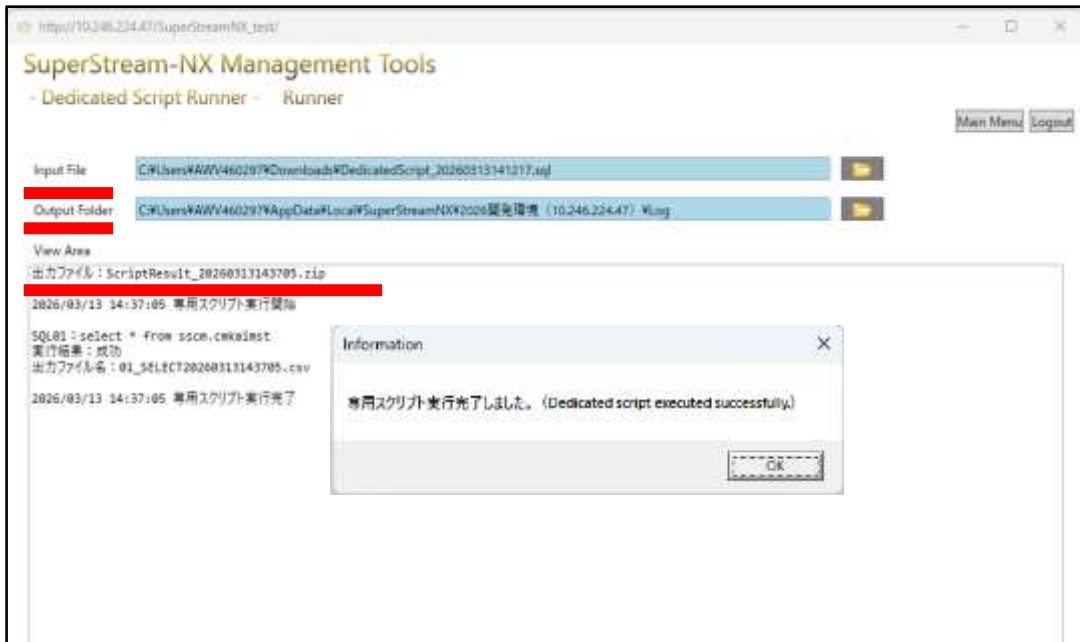 http://10.246.224.47/SuperStreamNX_test/
SuperStream-NX Management Tools
- Dedicated Script Runner - Runner
Main Menu Logout
Input File C:¥Users¥AWV460297¥Downloads¥DedicatedScript_20260313141217.sql
Output Folder C:¥Users¥AWV460297¥AppData¥Local¥SuperStreamNX¥2026開発環境（10.246.224.47）¥Log
View Area
出力ファイル：ScriptResult_20260313143705.zip
2026/03/13 14:37:05 専用スクリプト実行開始
SQL01：select * from sscm.cmkaimst
実行結果：成功
出力ファイル名：01_SELECT20260313143705.csv
2026/03/13 14:37:05 専用スクリプト実行完了
Information
専用スクリプト実行完了しました。（Dedicated script executed successfully.）
OK